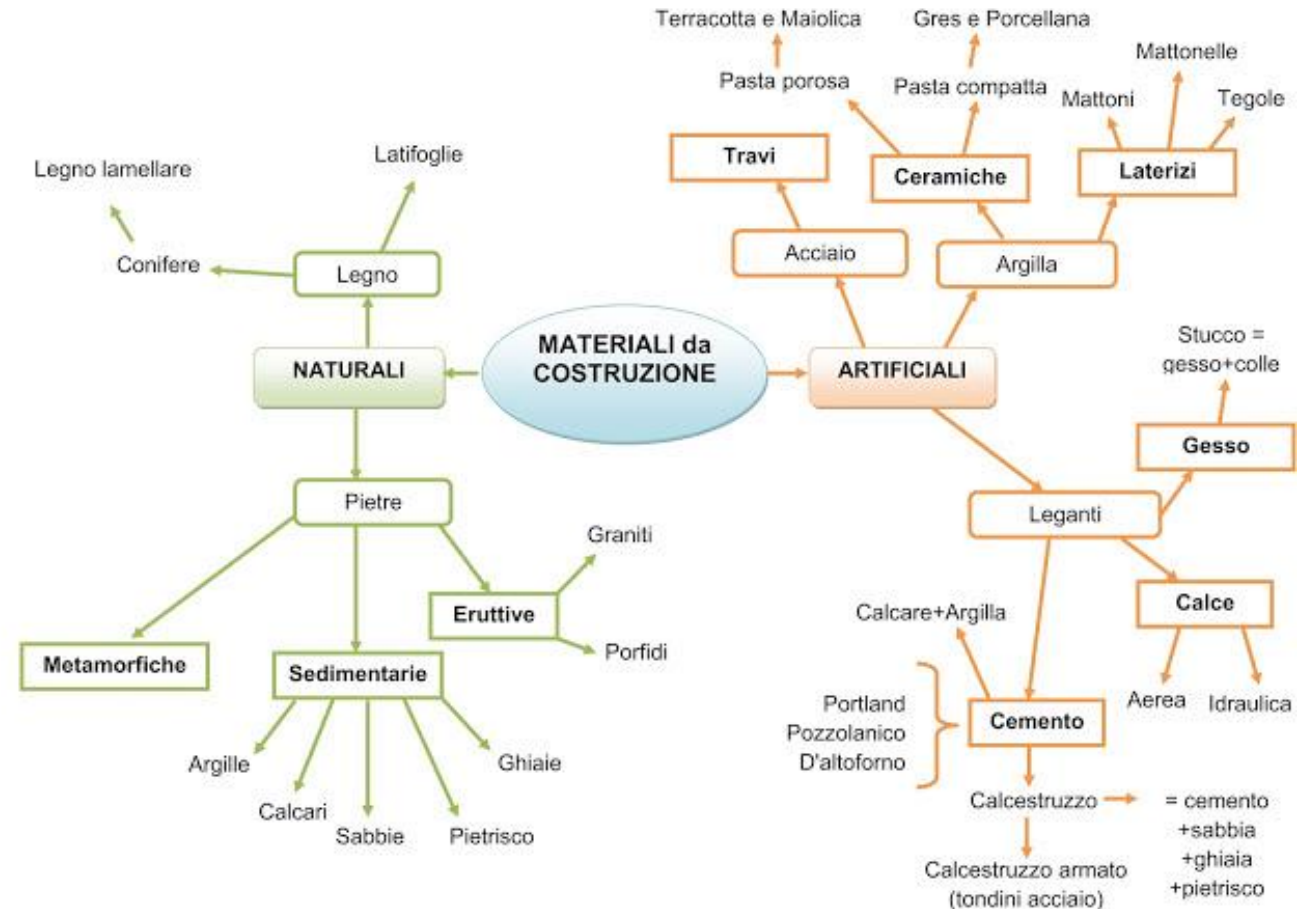 Terracotta e Maiolica
Gres e Porcellana
Mattonelle
Pasta porosa
Pasta compatta
Mattoni
Tegole
Latifoglie
Legno lamellare
Travi
Ceramiche
Laterizi
Conifere
Legno
Acciaio
Argilla
MATERIALI da
COSTRUZIONE
NATURALI
ARTIFICIALI
Stucco =
gesso+colle
Gesso
Pietre
Leganti
Graniti
Eruttive
Porfidi
Calcare+Argilla
Calce
Metamorfiche
Sedimentarie
Aerea
Idraulica
Portland
Pozzolanico
D'altoforno
Cemento
Argille
Calcari
Sabbie
Pietrisco
Ghiaie
Calcestruzzo
= cemento
+sabbia
+ghiaia
+pietrisco
Calcestruzzo armato
(tondini acciaio)